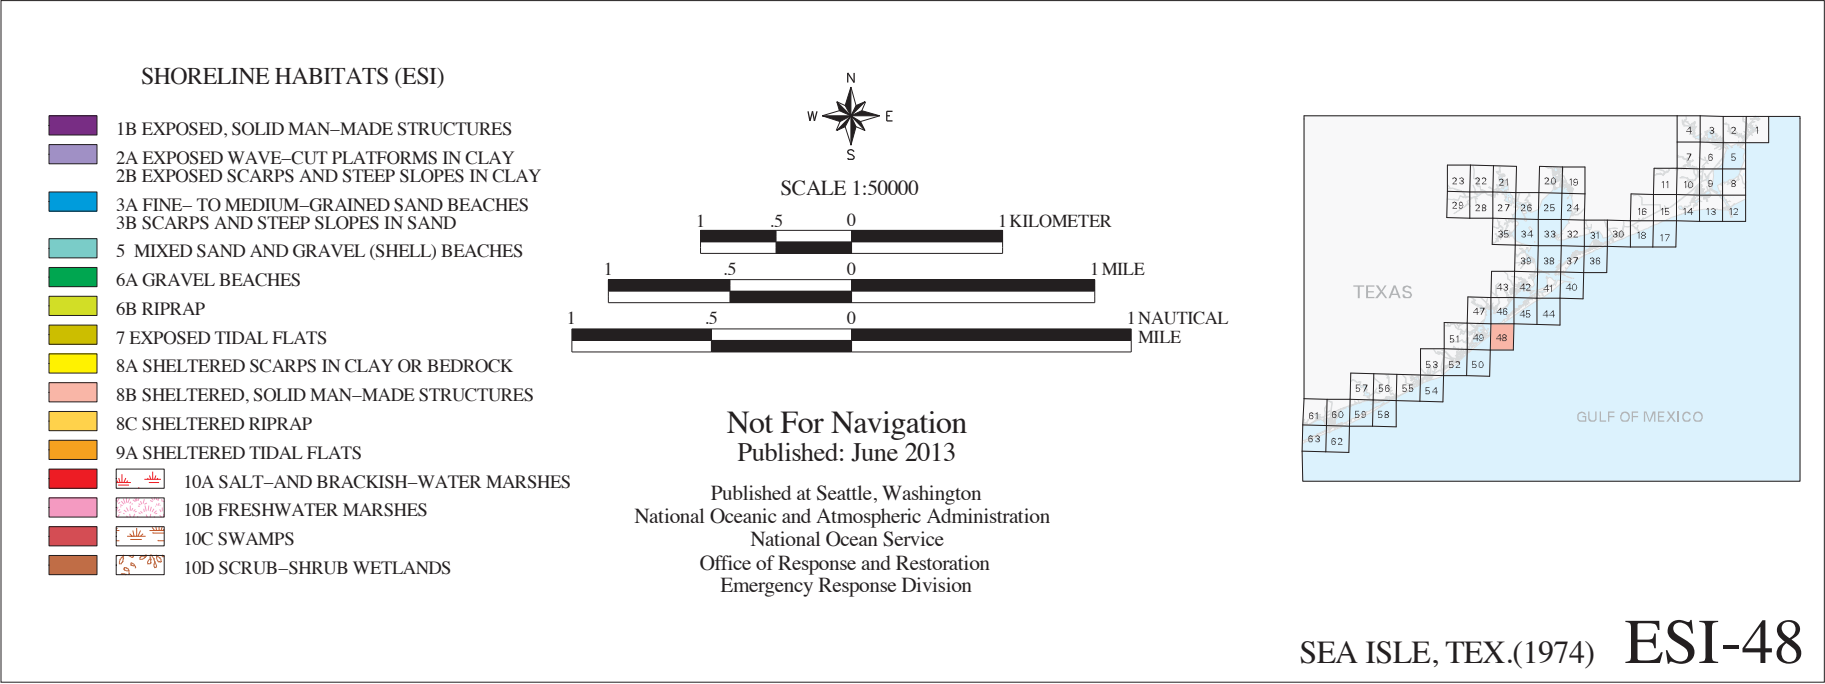 SHORELINE HABITATS (ESI)
1B EXPOSED, SOLID MAN–MADE STRUCTURES
2A EXPOSED WAVE–CUT PLATFORMS IN CLAY
2B EXPOSED SCARPS AND STEEP SLOPES IN CLAY
3A FINE– TO MEDIUM–GRAINED SAND BEACHES
3B SCARPS AND STEEP SLOPES IN SAND
5 MIXED SAND AND GRAVEL (SHELL) BEACHES
6A GRAVEL BEACHES
6B RIPRAP
7 EXPOSED TIDAL FLATS
8A SHELTERED SCARPS IN CLAY OR BEDROCK
8B SHELTERED, SOLID MAN–MADE STRUCTURES
8C SHELTERED RIPRAP
9A SHELTERED TIDAL FLATS
10A SALT–AND BRACKISH–WATER MARSHES
10B FRESHWATER MARSHES
10C SWAMPS
10D SCRUB–SHRUB WETLANDS
N
W E
S
SCALE 1:50000
1 .5 0 1 KILOMETER
1 .5 0 1 MILE
1 .5 0 1 NAUTICAL
MILE
Not For Navigation
Published: June 2013
Published at Seattle, Washington
National Oceanic and Atmospheric Administration
National Ocean Service
Office of Response and Restoration
Emergency Response Division
4 3 2 1
7 6 5
23 22 21 20 19 11 10 9 8
29 28 27 26 25 24 16 15 14 13 12
35 34 33 32 31 30 18 17
39 38 37 36
TEXAS
43 42 41 40
47 46 45 44
51 49 48
53 52 50
57 56 55 54
61 60 59 58
GULF OF MEXICO
63 62
SEA ISLE, TEX.(1974) ESI-48